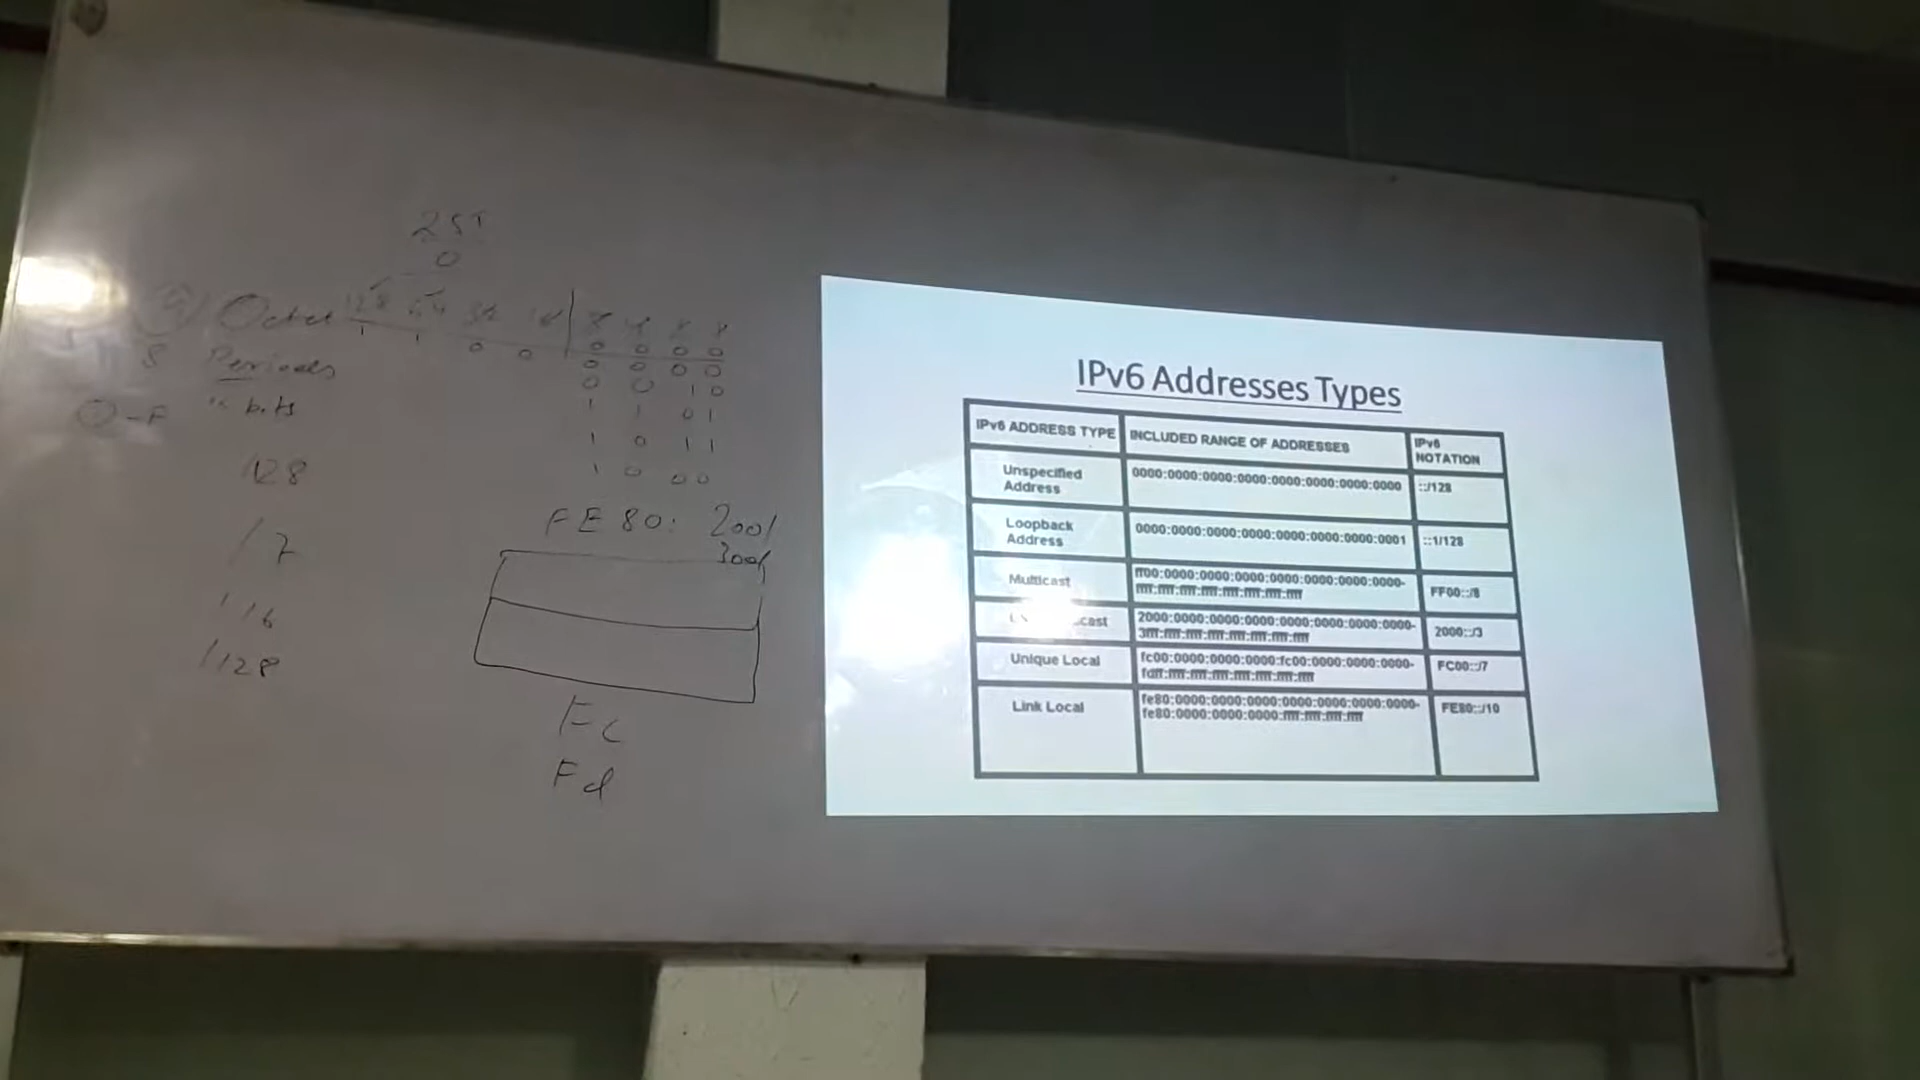 255
0
Octet 128 64 32 16
1 1 0 0 0 0 0 0
0 0 0 0
8 Periods
0 0 1 0
0-F bits
1 1 0 1
1 0 1 1
128
1 0 0 0
FE80: 2001
3001
/7
/16
/128
Fc
Fd
IPv6 Addresses Types
IPv6 ADDRESS TYPE INCLUDED RANGE OF ADDRESSES IPv6 NOTATION
Unspecified Address 0000:0000:0000:0000:0000:0000:0000:0000 ::/128
Loopback Address 0000:0000:0000:0000:0000:0000:0000:0001 ::1/128
Multicast ff00:0000:0000:0000:0000:0000:0000:0000-
ffff:ffff:ffff:ffff:ffff:ffff:ffff:ffff FF00::/8
cast 2000:0000:0000:0000:0000:0000:0000:0000-
3fff:ffff:ffff:ffff:ffff:ffff:ffff:ffff 2000::/3
Unique Local fc00:0000:0000:0000:fc00:0000:0000:0000-
fdff:ffff:ffff:ffff:ffff:ffff:ffff:ffff FC00::/7
Link Local fe80:0000:0000:0000:0000:0000:0000:0000-
fe80:0000:0000:0000:ffff:ffff:ffff:ffff FE80::/10